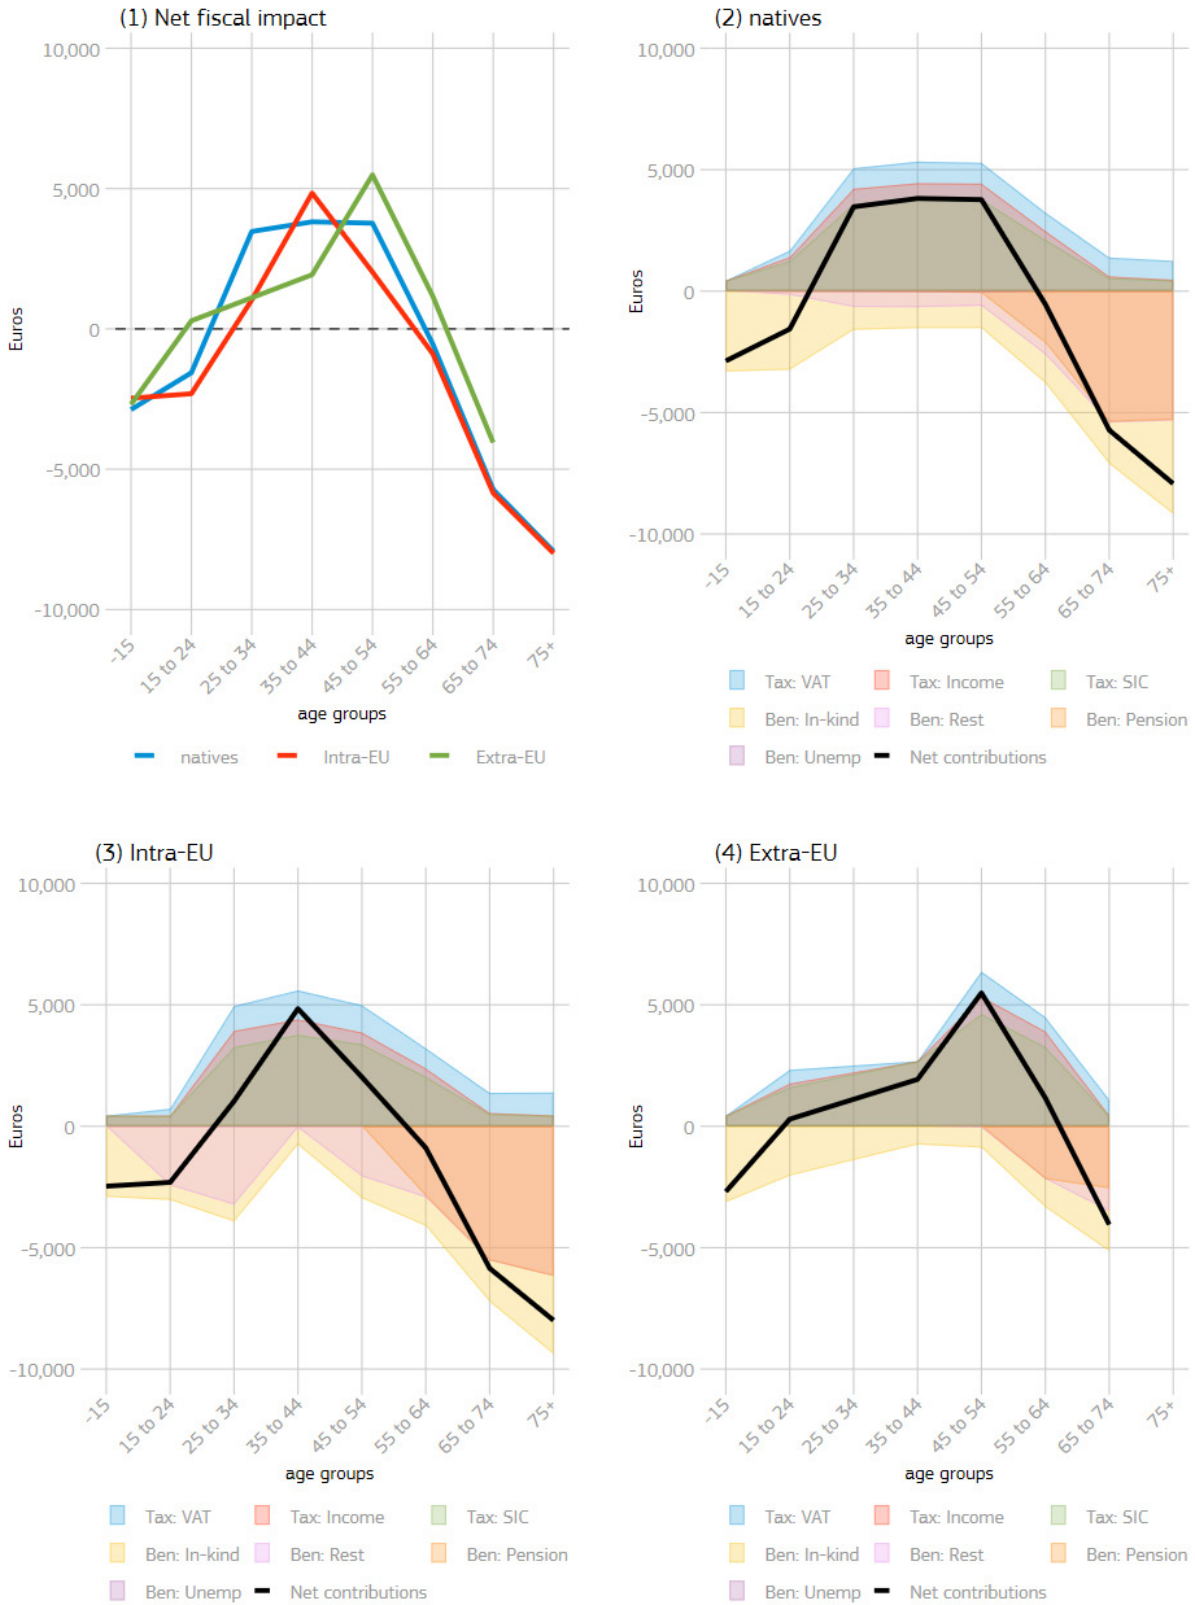 (1) Net fiscal impact
10,000
5,000
0
-5,000
-10,000
Euros
-15
15 to 24
25 to 34
35 to 44
45 to 54
55 to 64
65 to 74
75+
age groups
natives Intra-EU Extra-EU
(2) natives
10,000
5,000
0
-5,000
-10,000
Euros
-15
15 to 24
25 to 34
35 to 44
45 to 54
55 to 64
65 to 74
75+
age groups
Tax: VAT Tax: Income Tax: SIC
Ben: In-kind Ben: Rest Ben: Pension
Ben: Unemp Net contributions
(3) Intra-EU
10,000
5,000
0
-5,000
-10,000
Euros
-15
15 to 24
25 to 34
35 to 44
45 to 54
55 to 64
65 to 74
75+
age groups
Tax: VAT Tax: Income Tax: SIC
Ben: In-kind Ben: Rest Ben: Pension
Ben: Unemp Net contributions
(4) Extra-EU
10,000
5,000
0
-5,000
-10,000
Euros
-15
15 to 24
25 to 34
35 to 44
45 to 54
55 to 64
65 to 74
75+
age groups
Tax: VAT Tax: Income Tax: SIC
Ben: In-kind Ben: Rest Ben: Pension
Ben: Unemp Net contributions